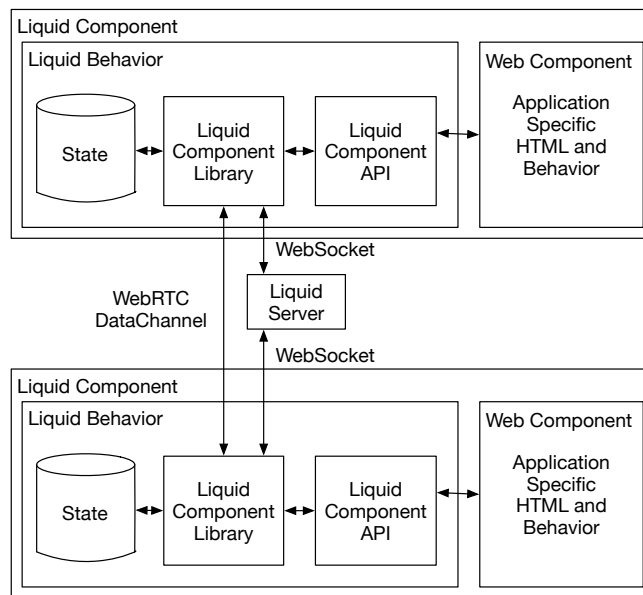 Liquid Component
Liquid Behavior
State
Liquid
Component
Library
Liquid
Component
API
Web Component
Application
Specific
HTML and
Behavior
WebSocket
WebRTC
DataChannel
Liquid
Server
WebSocket
Liquid Component
Liquid Behavior
State
Liquid
Component
Library
Liquid
Component
API
Web Component
Application
Specific
HTML and
Behavior